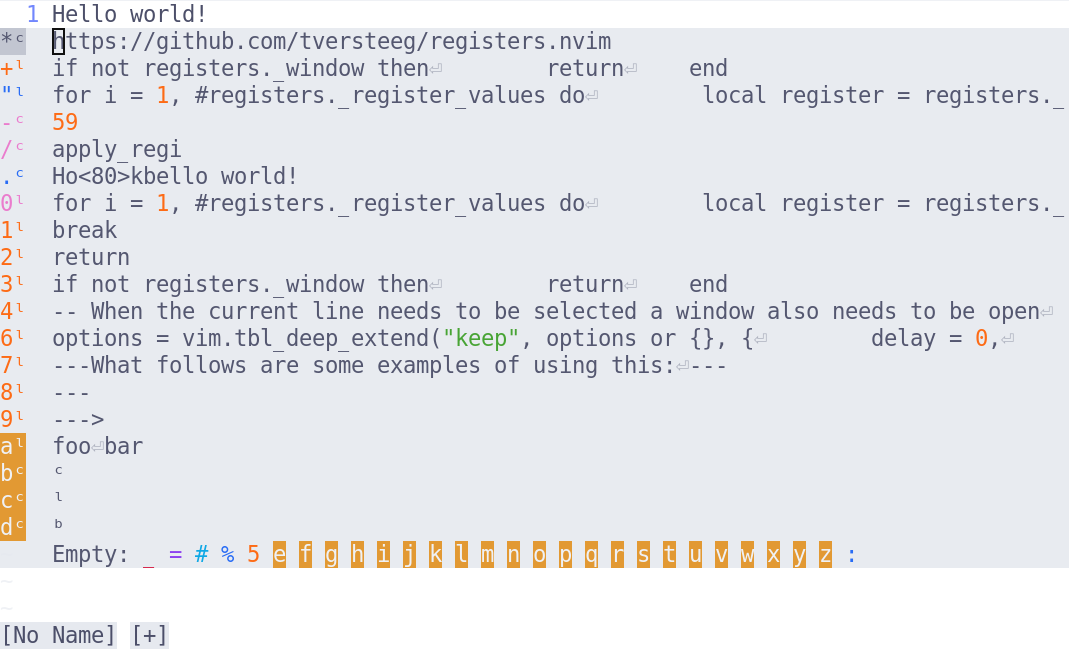 1 Hello world!
*ᶜ https://github.com/tversteeg/registers.nvim
+ˡ if not registers._window then⏎        return⏎    end
"ˡ for i = 1, #registers._register_values do⏎        local register = registers._
-ᶜ 59
/ᶜ apply_regi
.ᶜ Ho<80>kbello world!
0ˡ for i = 1, #registers._register_values do⏎        local register = registers._
1ˡ break
2ˡ return
3ˡ if not registers._window then⏎        return⏎    end
4ˡ -- When the current line needs to be selected a window also needs to be open⏎
6ˡ options = vim.tbl_deep_extend("keep", options or {}, {⏎        delay = 0,⏎
7ˡ ---What follows are some examples of using this:⏎---
8ˡ ---
9ˡ --->
aˡ foo⏎bar
bᶜ ᶜ
cᶜ ˡ
dᶜ ᵇ
Empty: _ = # % 5 e f g h i j k l m n o p q r s t u v w x y z :
~
~
[No Name] [+]